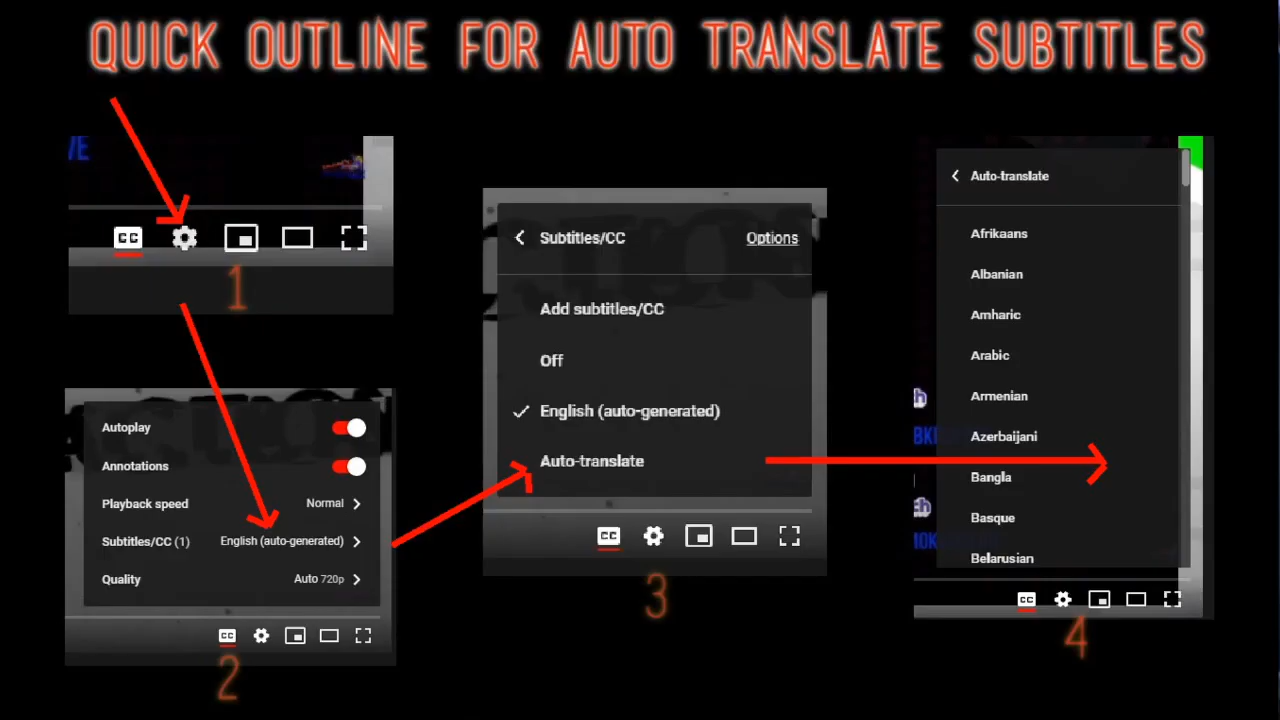 QUICK OUTLINE FOR AUTO TRANSLATE SUBTITLES
VE
CC
1
Autoplay
Annotations
Playback speed Normal
Subtitles/CC (1) English (auto-generated)
Quality Auto 720p
CC
2
Subtitles/CC Options
Add subtitles/CC
Off
English (auto-generated)
Auto-translate
CC
3
Auto-translate
Afrikaans
Albanian
Amharic
Arabic
Armenian
Azerbaijani
Bangla
Basque
Belarusian
CC
4